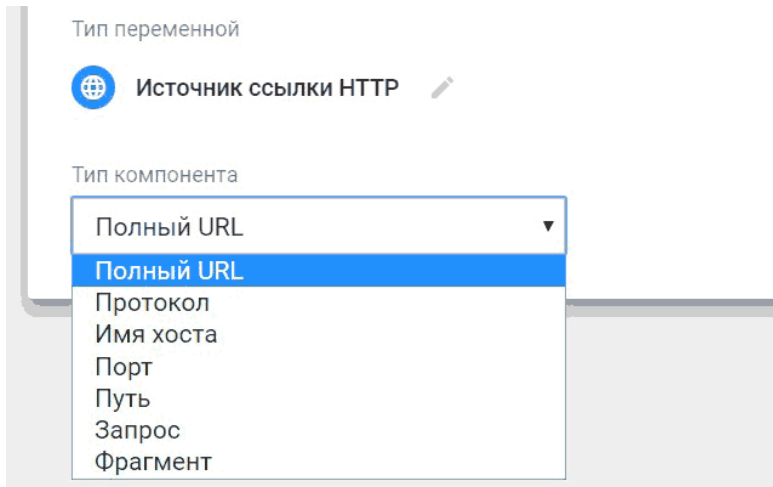 Тип переменной
Источник ссылки HTTP
Тип компонента
Полный URL
Полный URL
Протокол
Имя хоста
Порт
Путь
Запрос
Фрагмент